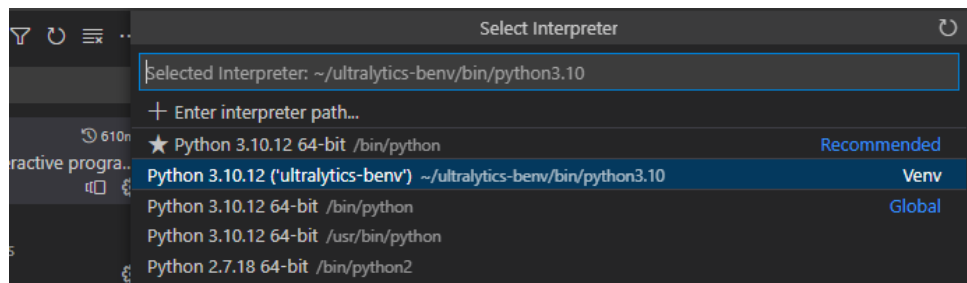 Select Interpreter
Selected Interpreter: ~/ultralytics-benv/bin/python3.10
Enter interpreter path...
610m
Python 3.10.12 64-bit /bin/python Recommended
eractive progra...
Python 3.10.12 ('ultralytics-benv') ~/ultralytics-benv/bin/python3.10 Venv
Python 3.10.12 64-bit /bin/python Global
Python 3.10.12 64-bit /usr/bin/python
s
Python 2.7.18 64-bit /bin/python2